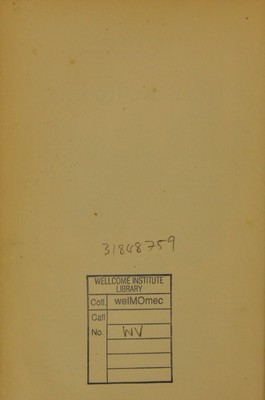 31848759
WELLCOME INSTITUTE
LIBRARY
Coll. welMOmec
Call
No. WV